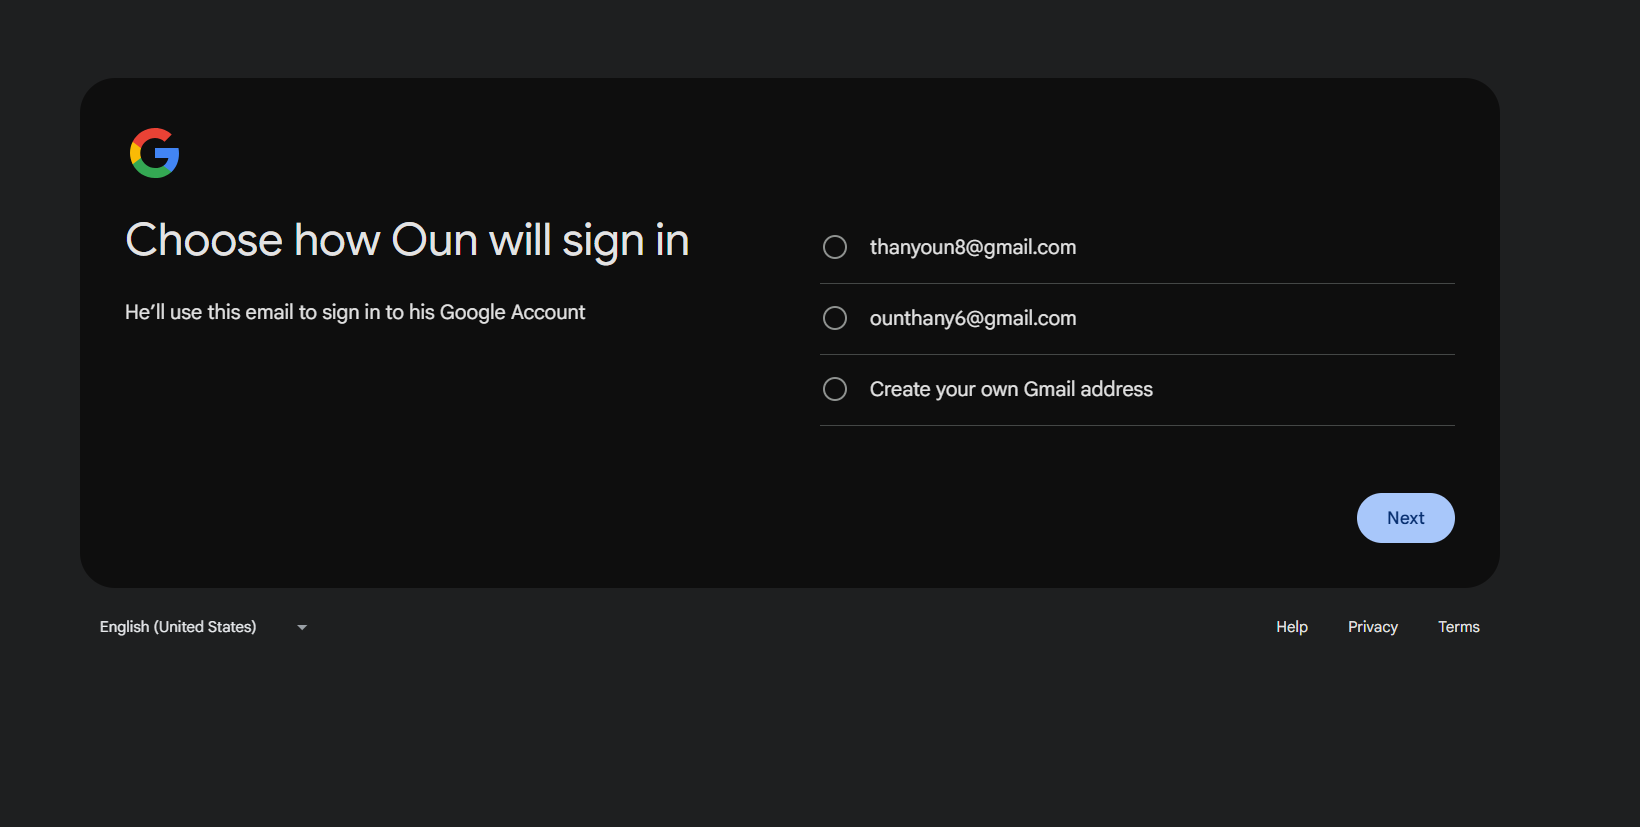 Choose how Oun will sign in
He’ll use this email to sign in to his Google Account
thanyoun8@gmail.com
ounthany6@gmail.com
Create your own Gmail address
Next
English (United States)
Help
Privacy
Terms